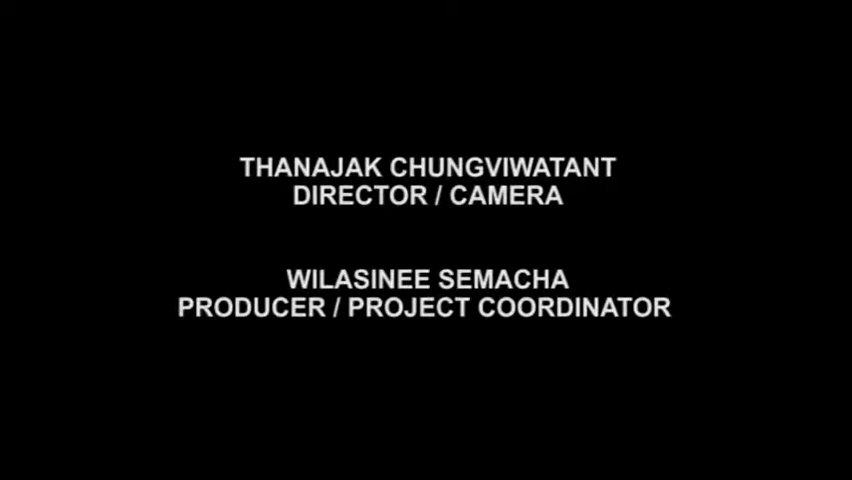 THANAJAK CHUNGVIWATANT
DIRECTOR / CAMERA
WILASINEE SEMACHA
PRODUCER / PROJECT COORDINATOR